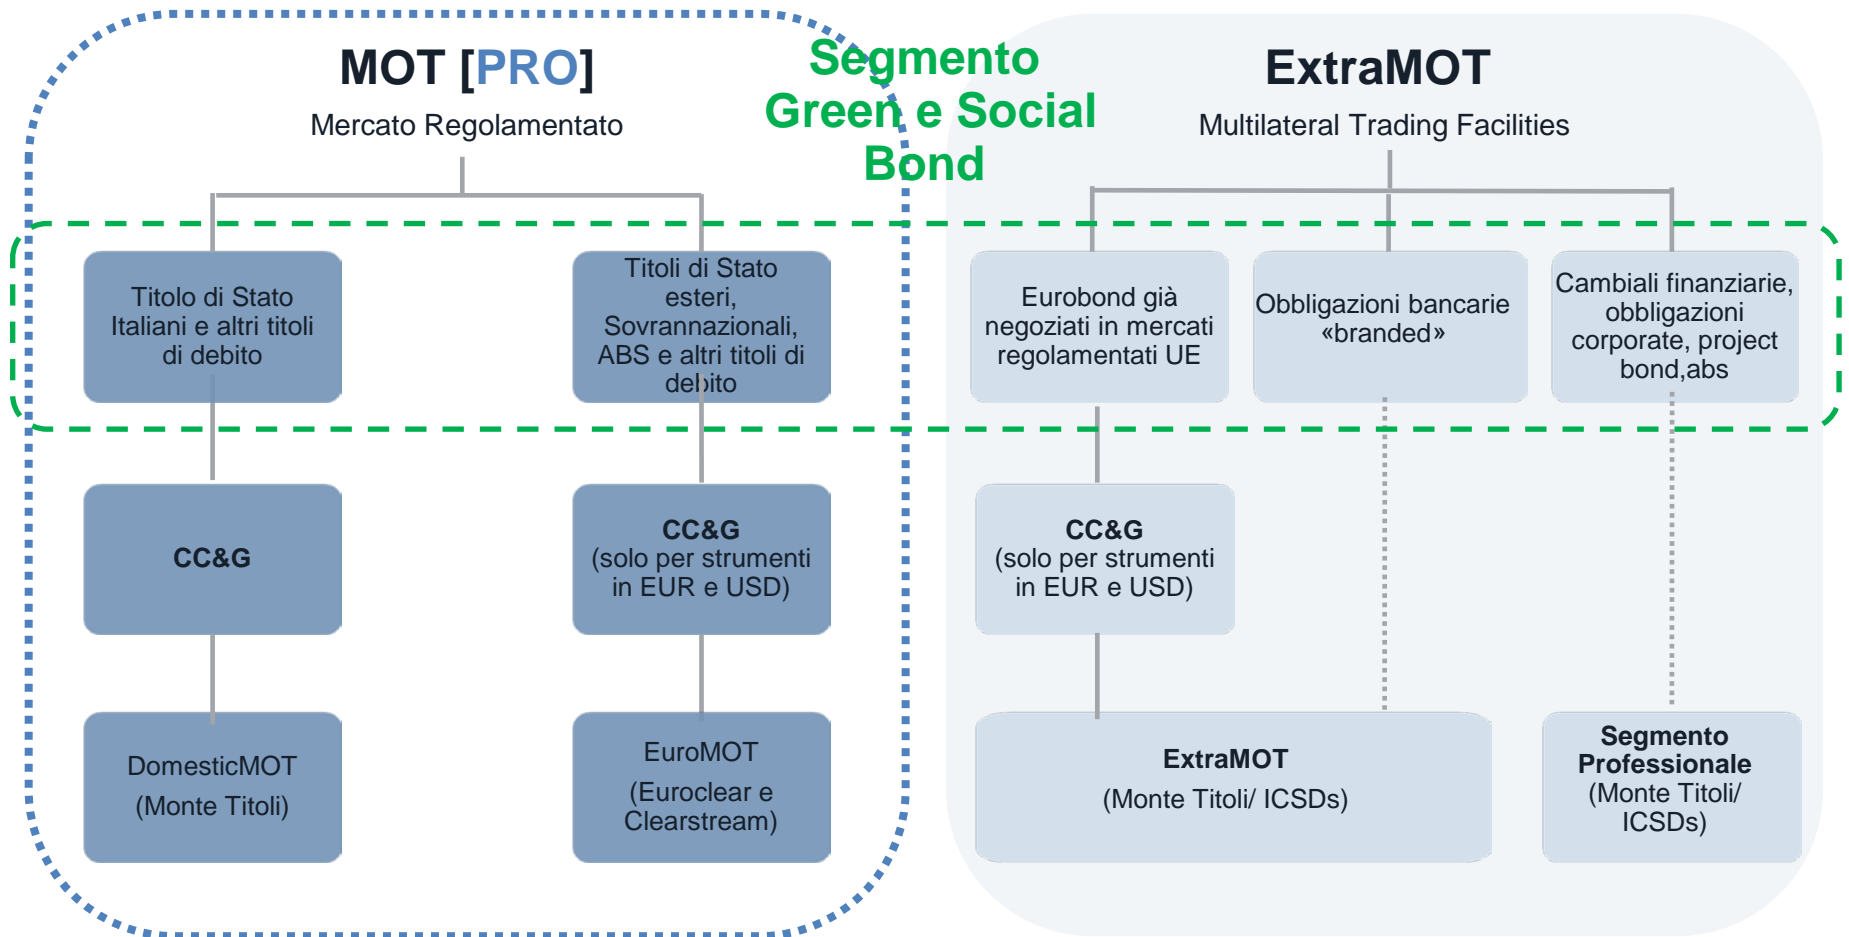 MOT [PRO]
Mercato Regolamentato
Segmento
Green e Social
Bond
ExtraMOT
Multilateral Trading Facilities
Titolo di Stato
Italiani e altri titoli
di debito
Titoli di Stato
esteri,
Sovrannazionali,
ABS e altri titoli di
debito
Eurobond già
negoziati in mercati
regolamentati UE
Obbligazioni bancarie
«branded»
Cambiali finanziarie,
obbligazioni
corporate, project
bond,abs
CC&G
CC&G
(solo per strumenti
in EUR e USD)
CC&G
(solo per strumenti
in EUR e USD)
DomesticMOT
(Monte Titoli)
EuroMOT
(Euroclear e
Clearstream)
ExtraMOT
(Monte Titoli/ ICSDs)
Segmento
Professionale
(Monte Titoli/
ICSDs)